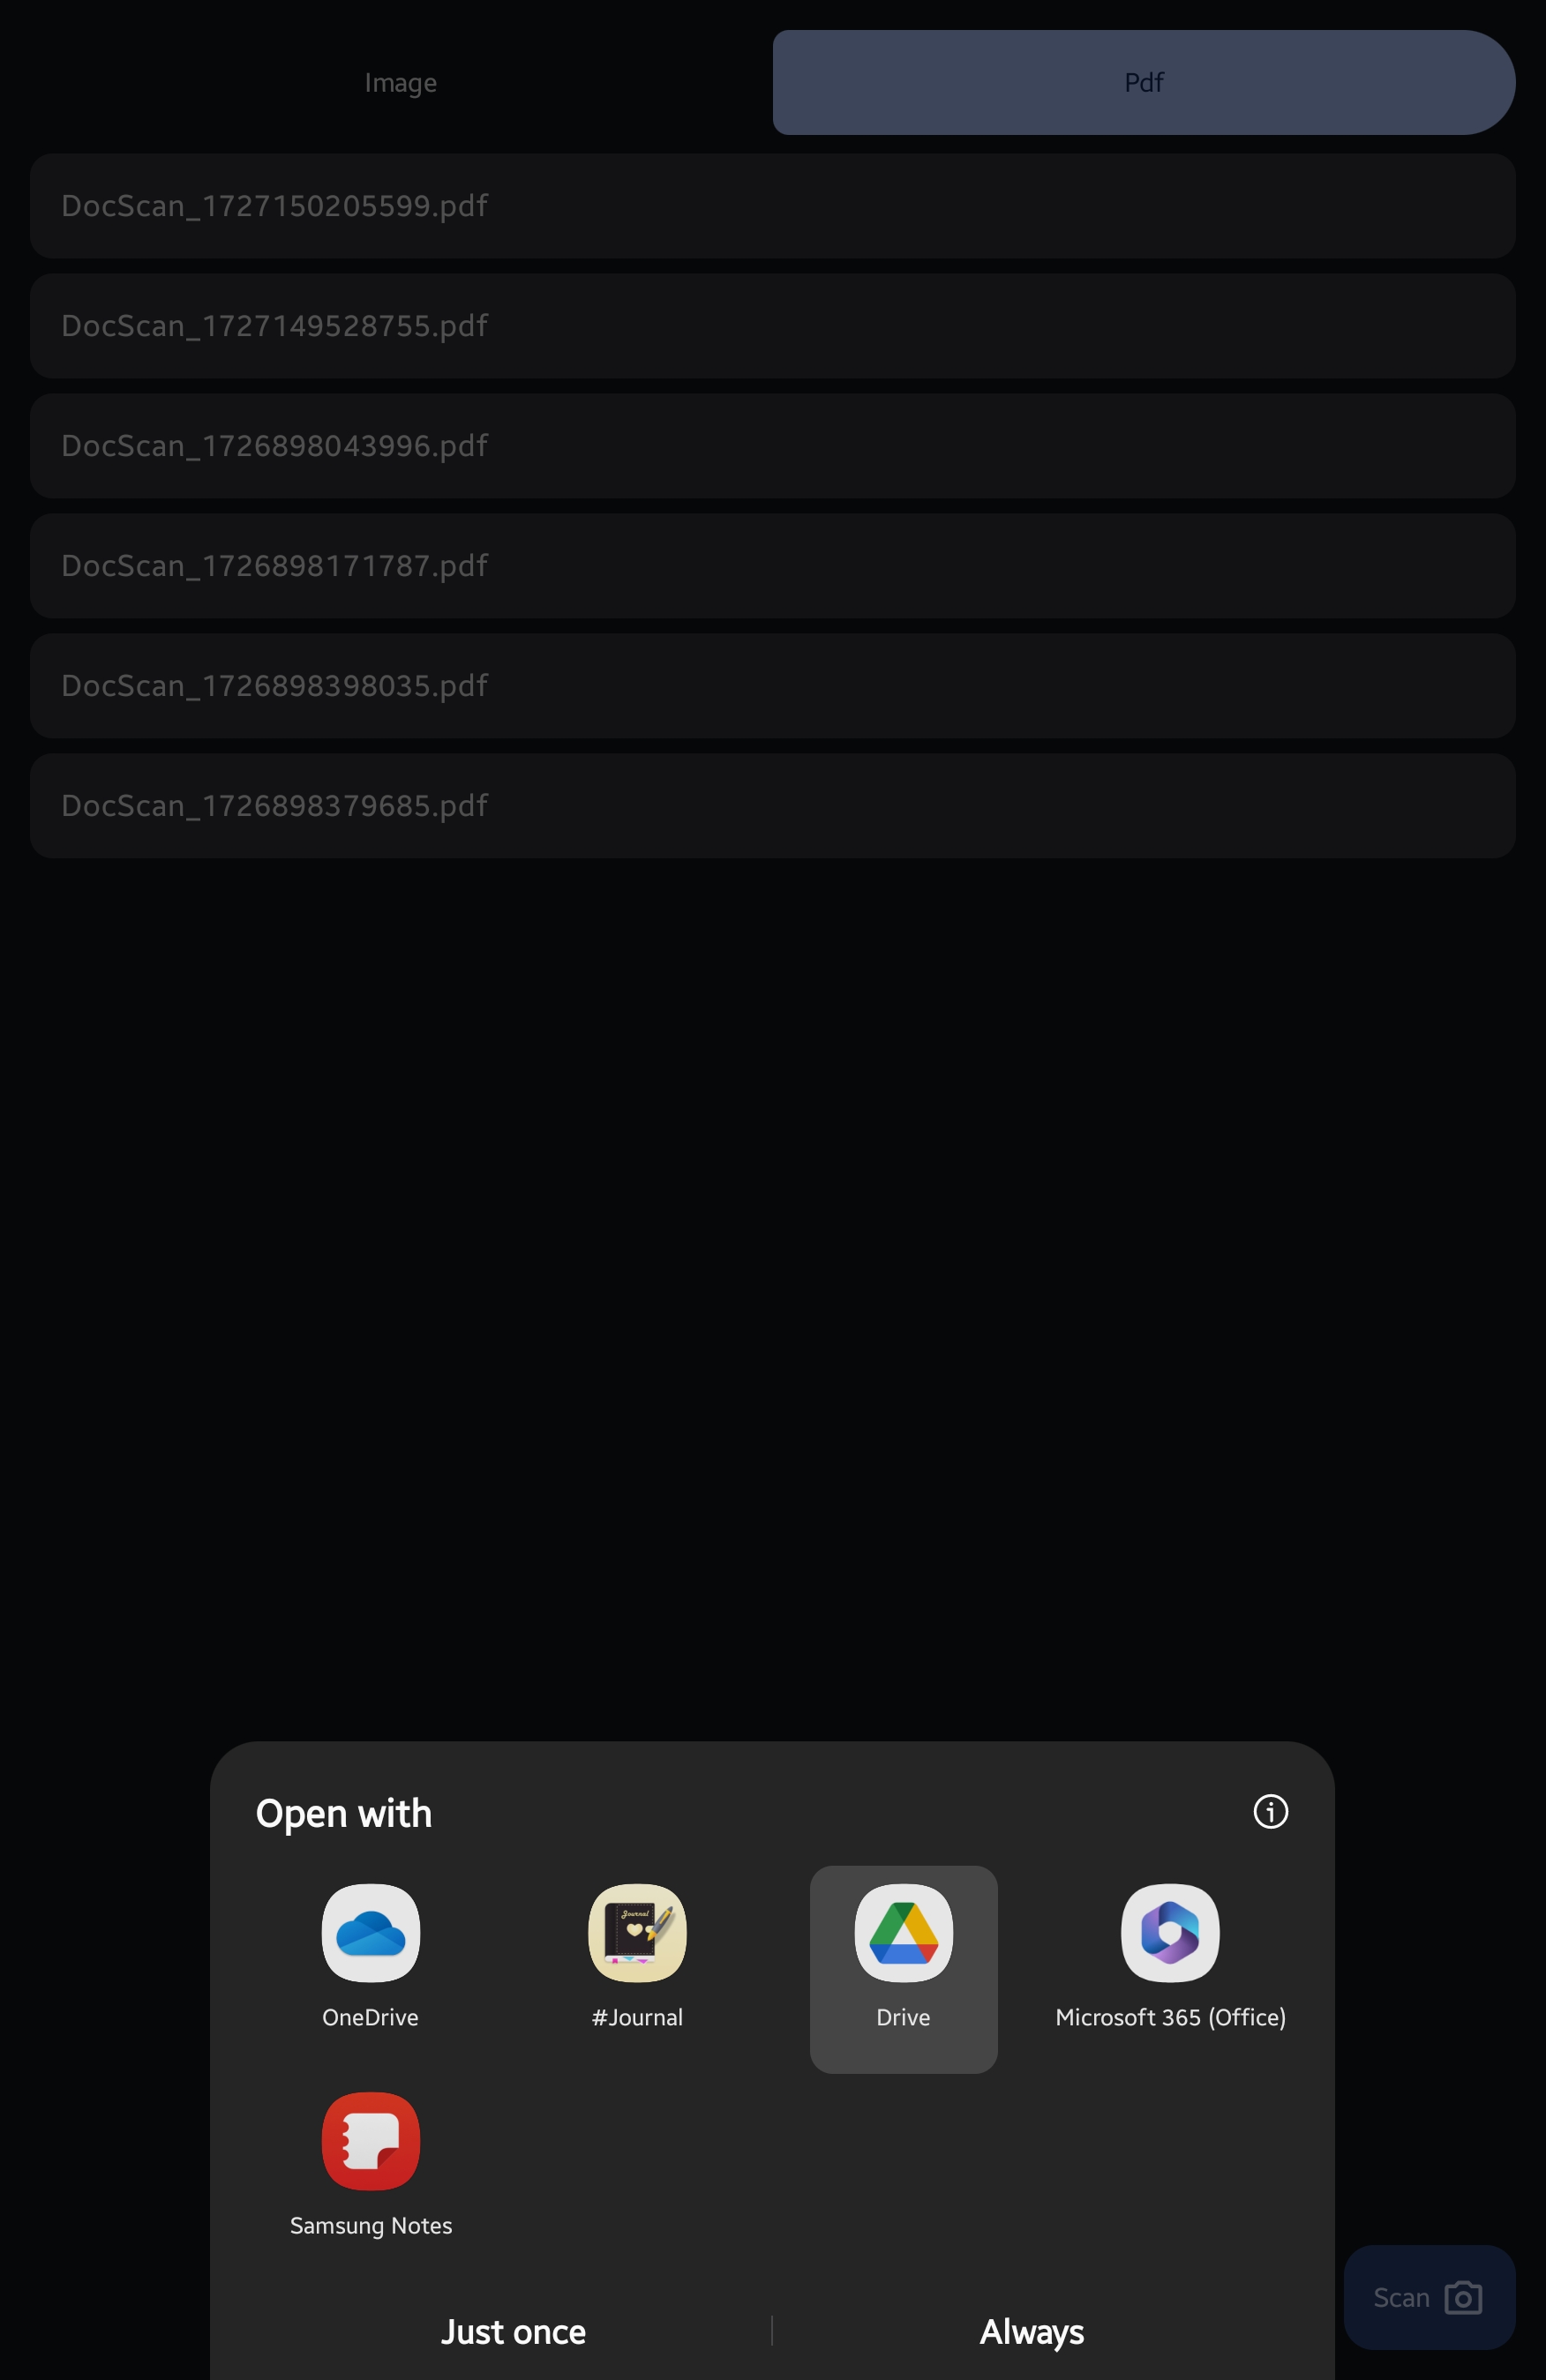 Image
Pdf
DocScan_1727150205599.pdf
DocScan_1727149528755.pdf
DocScan_1726898043996.pdf
DocScan_1726898171787.pdf
DocScan_1726898398035.pdf
DocScan_1726898379685.pdf
Open with
Journal
OneDrive
#Journal
Drive
Microsoft 365 (Office)
Samsung Notes
Scan
Just once
Always